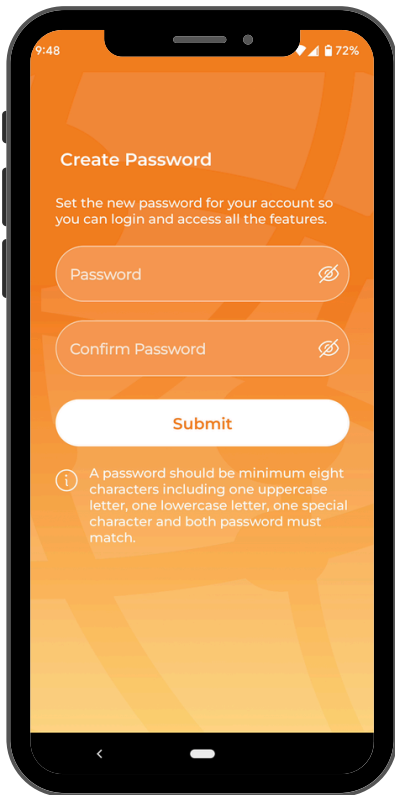 9:48 72%
Create Password
Set the new password for your account so
you can login and access all the features.
Password
Confirm Password
Submit
A password should be minimum eight
characters including one uppercase
letter, one lowercase letter, one special
character and both password must
match.